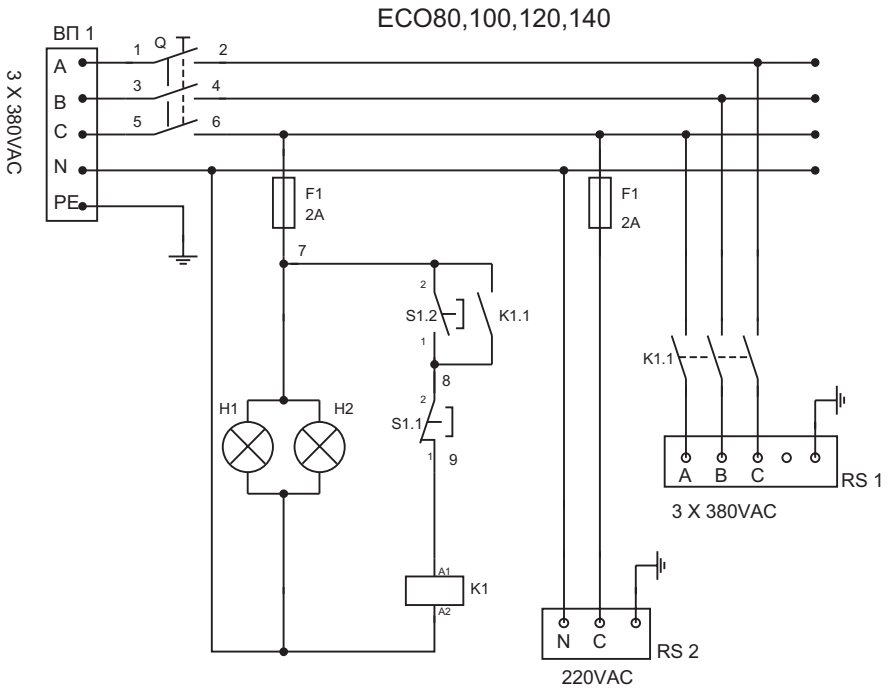 ECO80,100,120,140
ВП 1
3 X 380VAC
A
B
C
N
PE
1
Q
2
3
4
5
6
F1
2A
7
F1
2A
2
S1.2
K1.1
1
8
2
S1.1
1
9
H1
H2
K1.1
A B C
RS 1
3 X 380VAC
A1
K1
A2
N C
RS 2
220VAC